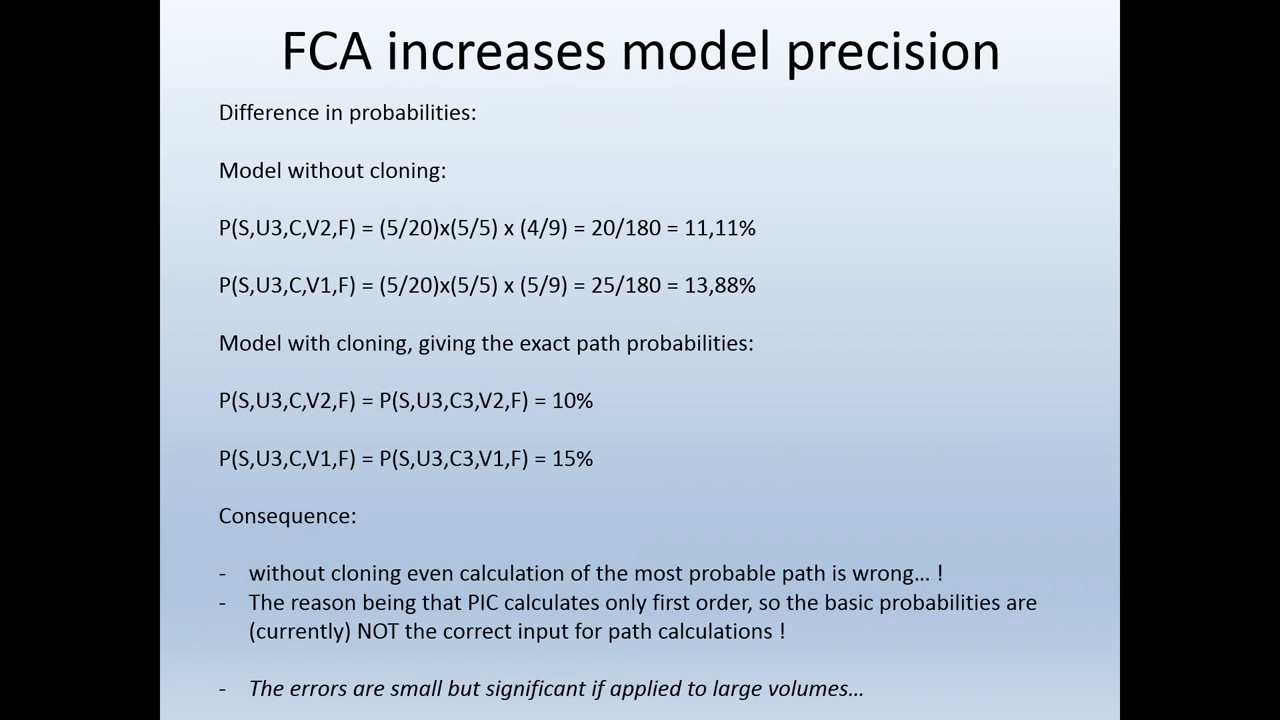 FCA increases model precision
Difference in probabilities:
Model without cloning:
P(S,U3,C,V2,F) = (5/20)x(5/5) x (4/9) = 20/180 = 11,11%
P(S,U3,C,V1,F) = (5/20)x(5/5) x (5/9) = 25/180 = 13,88%
Model with cloning, giving the exact path probabilities:
P(S,U3,C,V2,F) = P(S,U3,C3,V2,F) = 10%
P(S,U3,C,V1,F) = P(S,U3,C3,V1,F) = 15%
Consequence:
- without cloning even calculation of the most probable path is wrong... !
- The reason being that PIC calculates only first order, so the basic probabilities are
(currently) NOT the correct input for path calculations !
- The errors are small but significant if applied to large volumes...